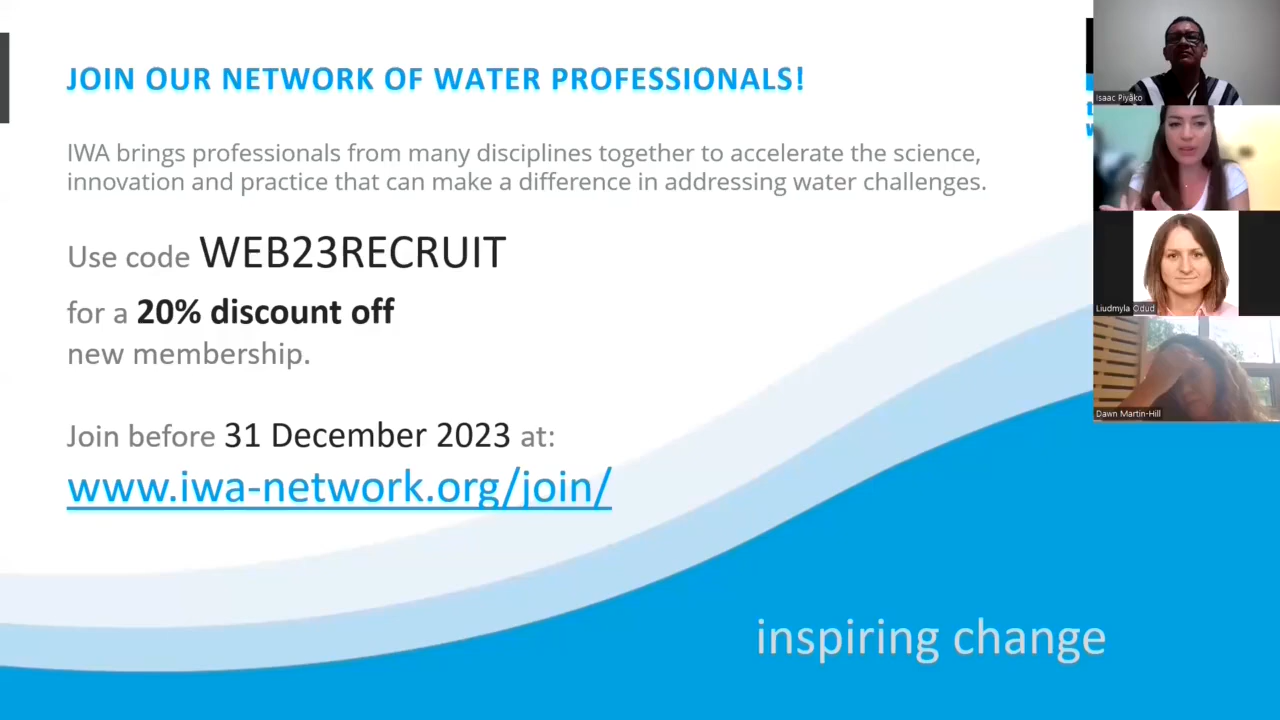 JOIN OUR NETWORK OF WATER PROFESSIONALS!
IWA brings professionals from many disciplines together to accelerate the science,
innovation and practice that can make a difference in addressing water challenges.
Use code WEB23RECRUIT
for a 20% discount off
new membership.
Join before 31 December 2023 at:
www.iwa-network.org/join/
inspiring change
Isaac Piyãko
Liudmyla Odud
Dawn Martin-Hill